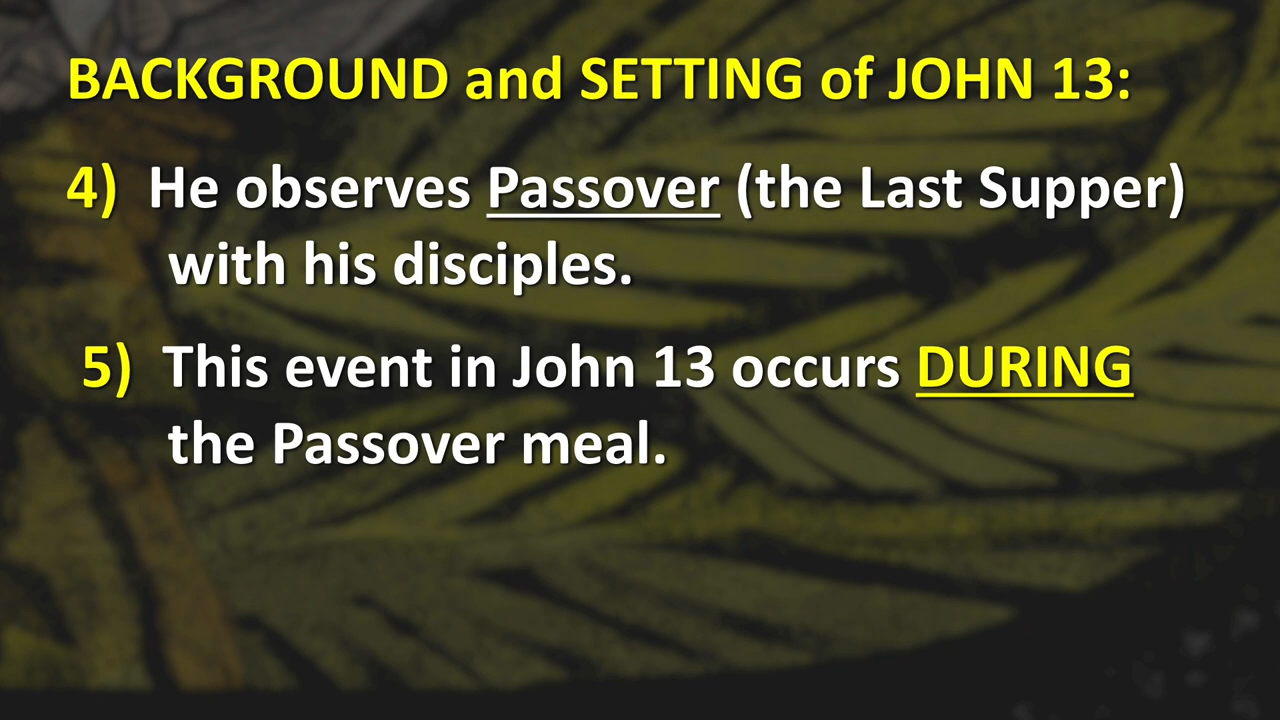 BACKGROUND and SETTING of JOHN 13:
4) He observes Passover (the Last Supper)
with his disciples.
5) This event in John 13 occurs DURING
the Passover meal.